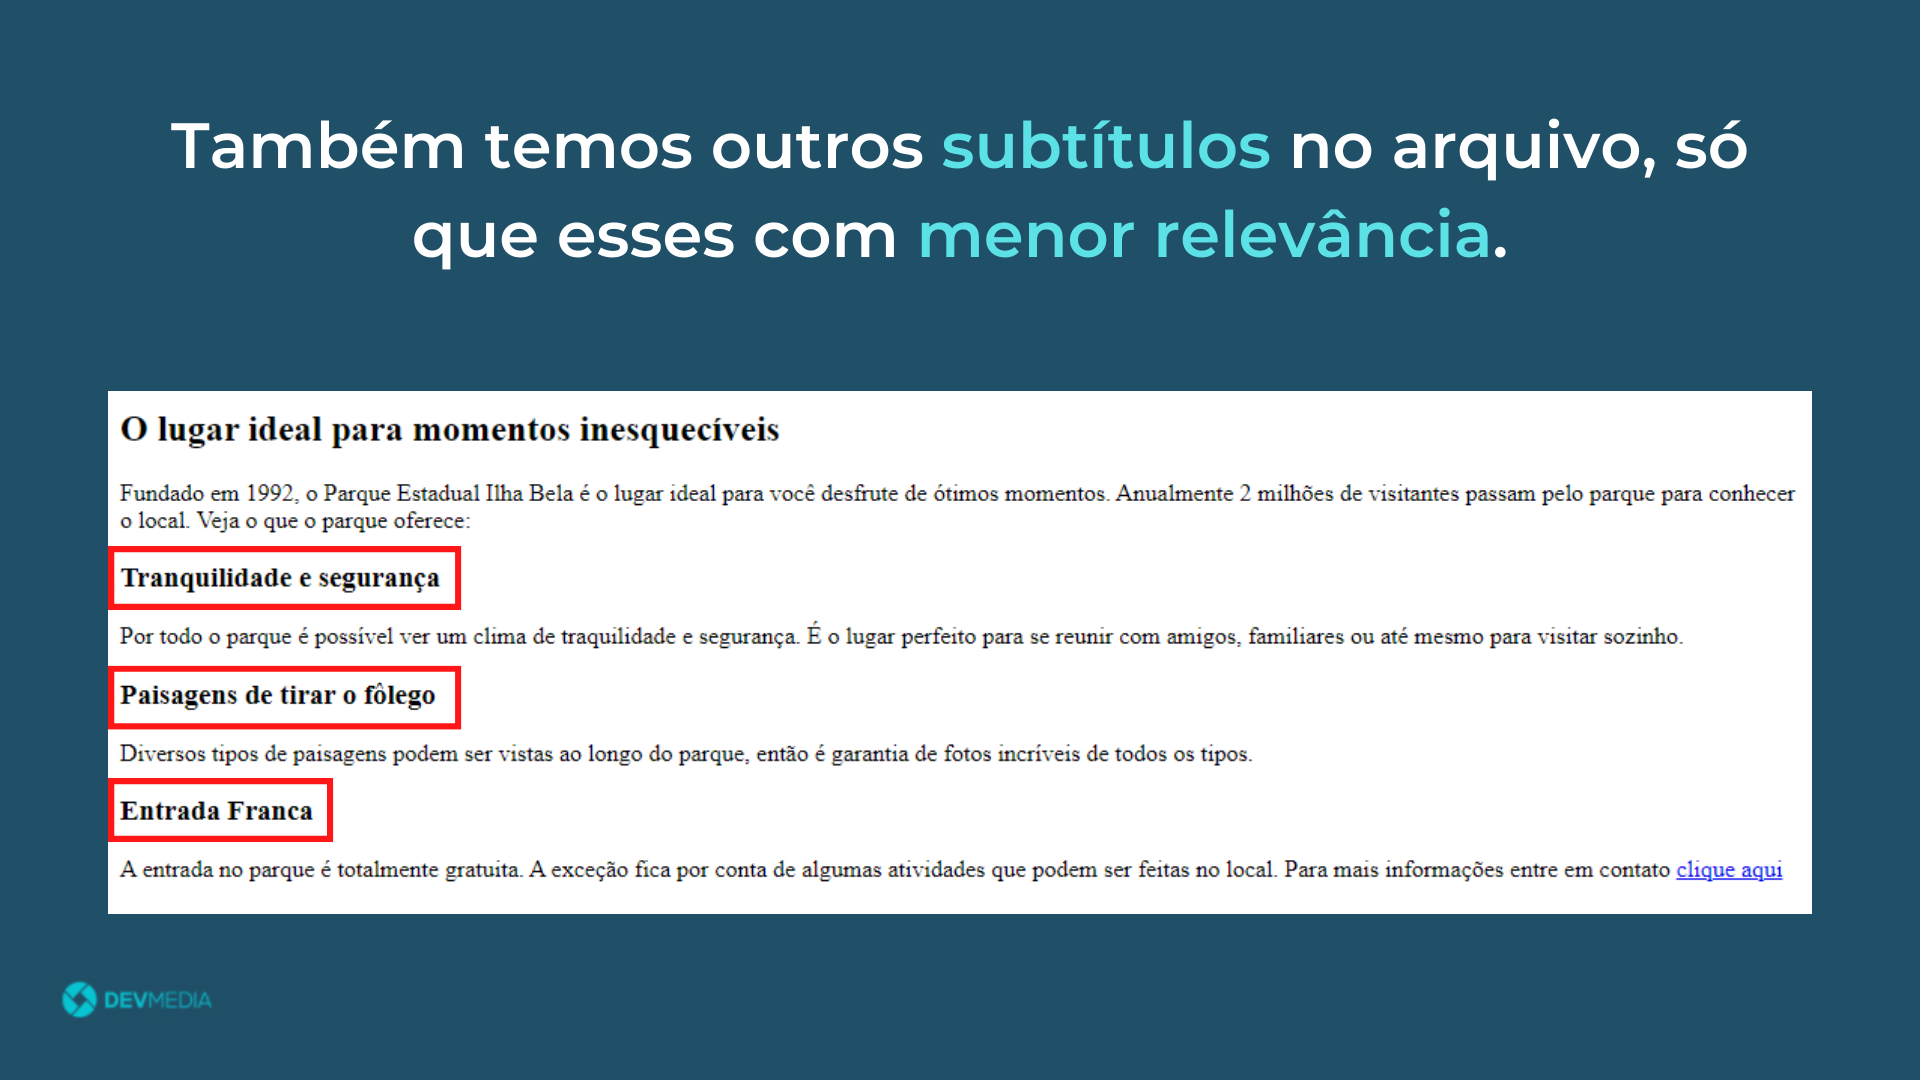 Também temos outros subtítulos no arquivo, só
que esses com menor relevância.
O lugar ideal para momentos inesquecíveis
Fundado em 1992, o Parque Estadual Ilha Bela é o lugar ideal para você desfrute de ótimos momentos. Anualmente 2 milhões de visitantes passam pelo parque para conhecer
o local. Veja o que o parque oferece:
Tranquilidade e segurança
Por todo o parque é possível ver um clima de traquilidade e segurança. É o lugar perfeito para se reunir com amigos, familiares ou até mesmo para visitar sozinho.
Paisagens de tirar o fôlego
Diversos tipos de paisagens podem ser vistas ao longo do parque, então é garantia de fotos incríveis de todos os tipos.
Entrada Franca
A entrada no parque é totalmente gratuita. A exceção fica por conta de algumas atividades que podem ser feitas no local. Para mais informações entre em contato clique aqui
DEVMEDIA